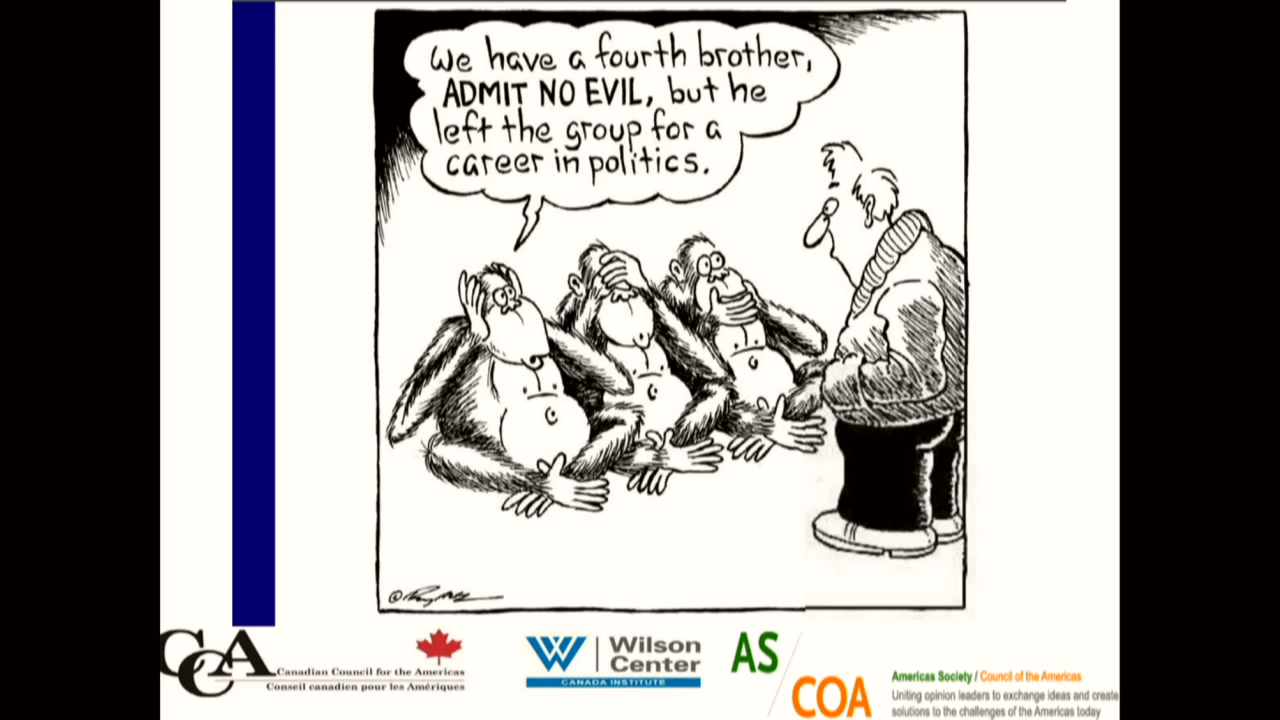 We have a fourth brother,
ADMIT NO EVIL, but he
left the group for a
career in politics.
CCA
Canadian Council for the Americas
Conseil canadien pour les Amériques
W
Wilson
Center
CANADA INSTITUTE
AS
COA
Americas Society / Council of the Americas
Uniting opinion leaders to exchange ideas and create
solutions to the challenges of the Americas today